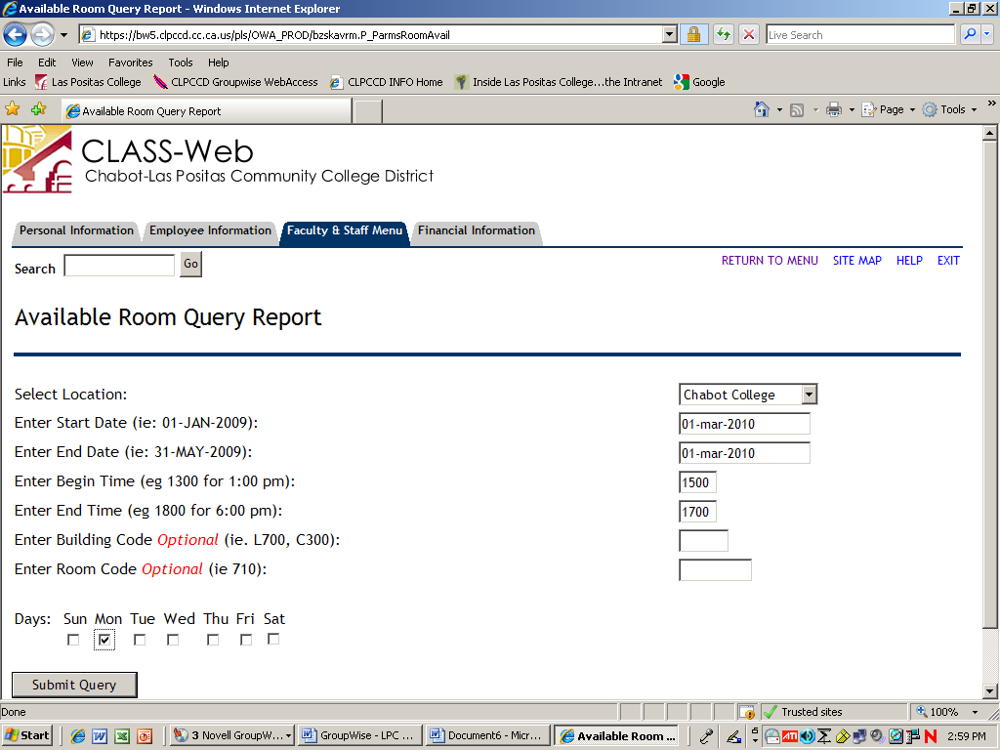 Available Room Query Report - Windows Internet Explorer
https://bw5.clpccd.cc.ca.us/pls/OWA_PROD/bzskavrm.P_ParmsRoomAvail
Live Search
File Edit View Favorites Tools Help
Links Las Positas College CLPCCD Groupwise WebAccess CLPCCD INFO Home Inside Las Positas College...the Intranet Google
Available Room Query Report Page Tools »
CLASS-Web
Chabot-Las Positas Community College District
Personal Information Employee Information Faculty & Staff Menu Financial Information
Search Go RETURN TO MENU SITE MAP HELP EXIT
Available Room Query Report
Select Location: Chabot College
Enter Start Date (ie: 01-JAN-2009): 01-mar-2010
Enter End Date (ie: 31-MAY-2009): 01-mar-2010
Enter Begin Time (eg 1300 for 1:00 pm): 1500
Enter End Time (eg 1800 for 6:00 pm): 1700
Enter Building Code Optional (ie. L700, C300):
Enter Room Code Optional (ie 710):
Days: Sun Mon Tue Wed Thu Fri Sat
Submit Query
Done Trusted sites 100%
Start 3 Novell GroupW... GroupWise - LPC ... Document6 - Micr... Available Room ... 2:59 PM